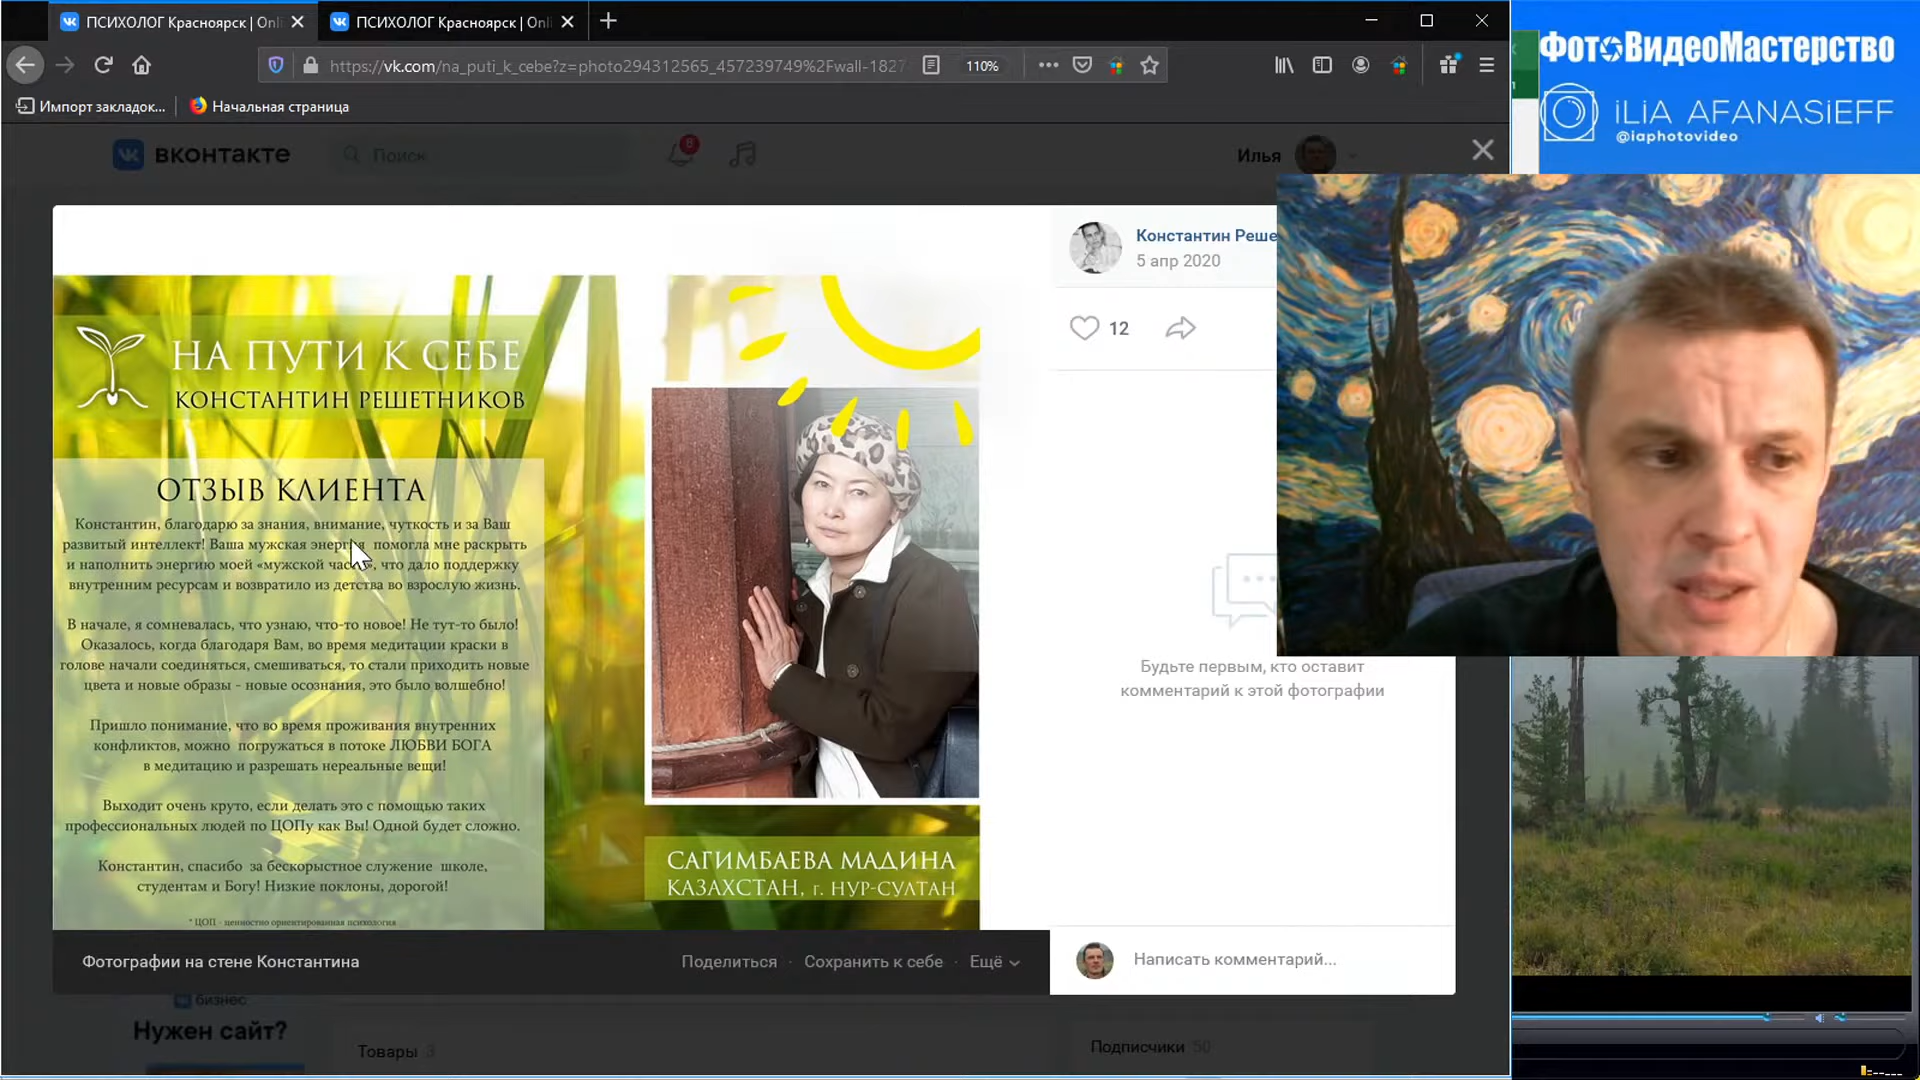 ПСИХОЛОГ Красноярск | Onli
ПСИХОЛОГ Красноярск | Onli
https://vk.com/na_puti_k_cebe?z=photo294312565_457239749%2Fwall-1827
110%
Импорт закладок...
Начальная страница
ФотоВидеоМастерство
iLiA AFANASiEFF
@iaphotovideo
вконтакте
Поиск
6
Илья
НА ПУТИ К СЕБЕ
КОНСТАНТИН РЕШЕТНИКОВ
ОТЗЫВ КЛИЕНТА
Константин, благодарю за знания, внимание, чуткость и за Ваш
развитый интеллект! Ваша мужская энергия помогла мне раскрыть
и наполнить энергию моей «мужской части», что дало поддержку
внутренним ресурсам и возвратило из детства во взрослую жизнь.
В начале, я сомневалась, что узнаю, что-то новое! Не тут-то было!
Оказалось, когда благодаря Вам, во время медитации краски в
голове начали соединяться, смешиваться, то стали приходить новые
цвета и новые образы - новые осознания, это было волшебно!
Пришло понимание, что во время проживания внутренних
конфликтов, можно погружаться в потоке ЛЮБВИ БОГА
в медитацию и разрешать нереальные вещи!
Выходит очень круто, если делать это с помощью таких
профессиональных людей по ЦОПу как Вы! Одной будет сложно.
Константин, спасибо за бескорыстное служение школе,
студентам и Богу! Низкие поклоны, дорогой!
* ЦОП - ценностно ориентированная психология
САГИМБАЕВА МАДИНА
КАЗАХСТАН, г. НУР-СУЛТАН
Константин Реше
5 апр 2020
12
Будьте первым, кто оставит
комментарий к этой фотографии
Фотографии на стене Константина
Поделиться · Сохранить к себе · Ещё
Написать комментарий...
бизнес
Нужен сайт?
Товары 3
Подписчики 50